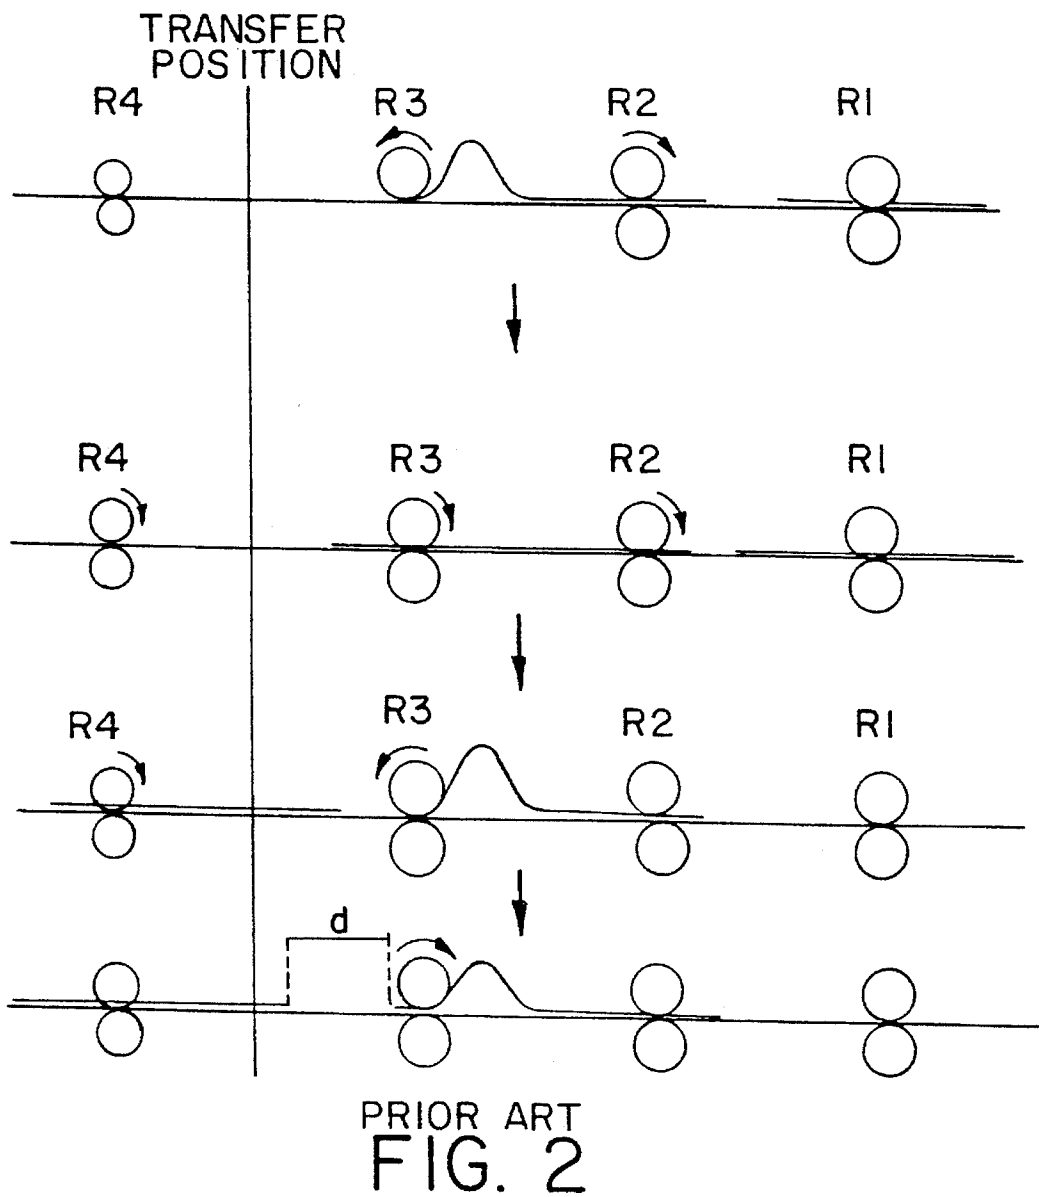 TRANSFER
POSITION
R4 R3 R2 R1
R4 R3 R2 R1
R4 R3 R2 R1
d
PRIOR ART
FIG. 2